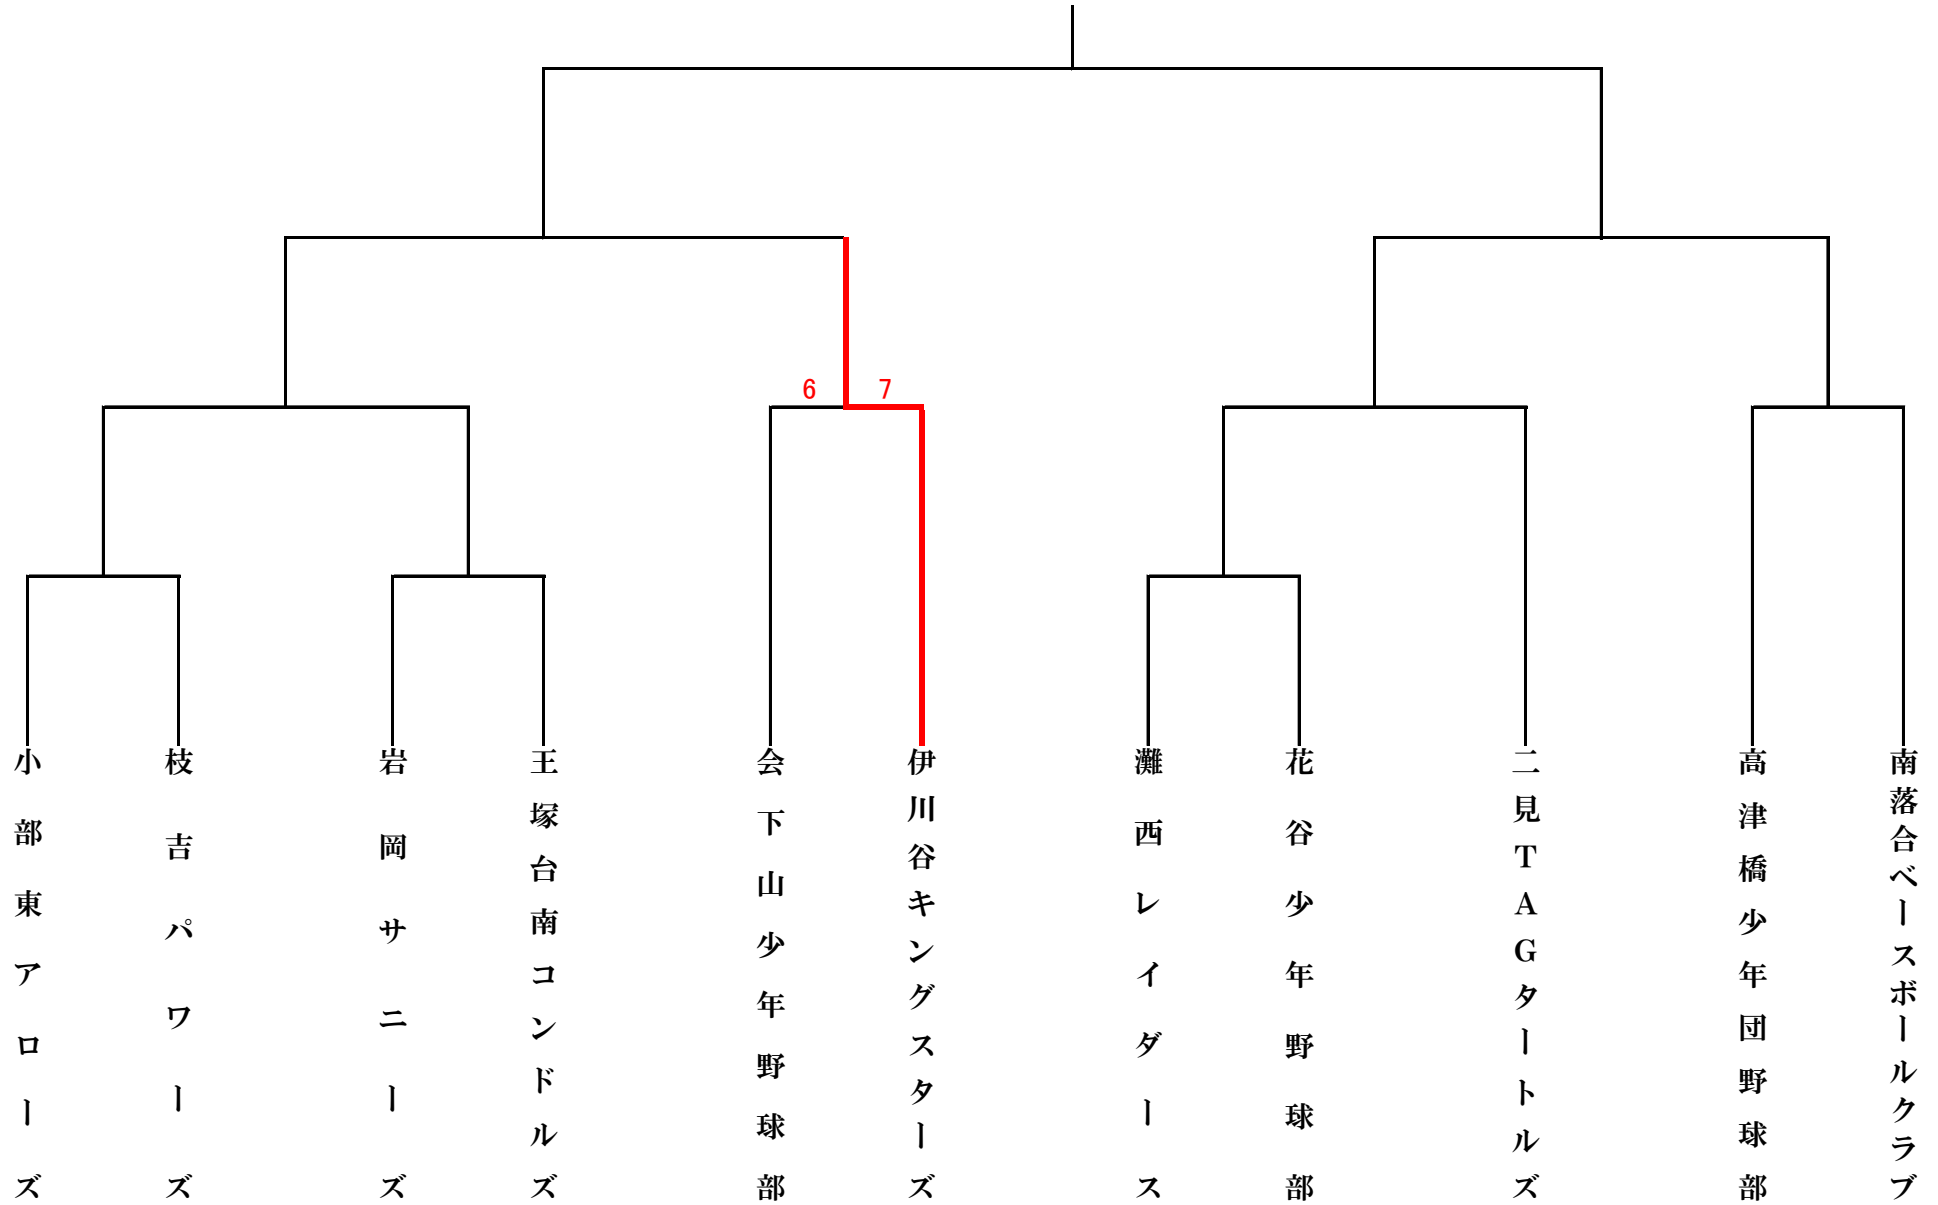 6 7
小部東アローズ
枝吉パワーズ
岩岡サニーズ
王塚台南コンドルズ
会下山少年野球部
伊川谷キングスターズ
灘西レイダース
花谷少年野球部
二見TAGタートルズ
高津橋少年団野球部
南落合ベースボールクラブ